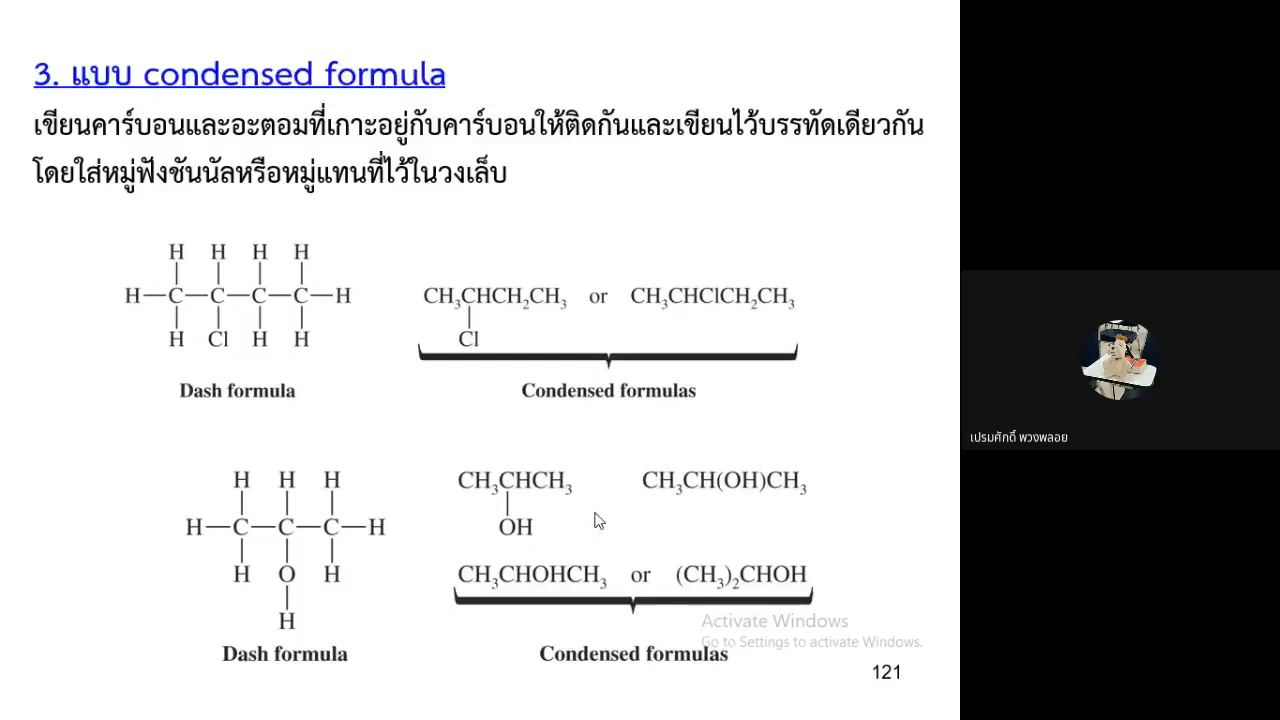 3. แบบ condensed formula
เขียนคาร์บอนและอะตอมที่เกาะอยู่กับคาร์บอนให้ติดกันและเขียนไว้บรรทัดเดียวกัน
โดยใส่หมู่ฟังชันนัลหรือหมู่แทนที่ไว้ในวงเล็บ
H H H H
H—C—C—C—C—H
H Cl H H
Dash formula
CH₃CHCH₂CH₃ or CH₃CHClCH₂CH₃
Cl
Condensed formulas
H H H
H—C—C—C—H
H O H
H
Dash formula
CH₃CHCH₃ CH₃CH(OH)CH₃
OH
CH₃CHOHCH₃ or (CH₃)₂CHOH
Condensed formulas
Activate Windows
Go to Settings to activate Windows.
121
เปรมศักดิ์ พวงพลอย